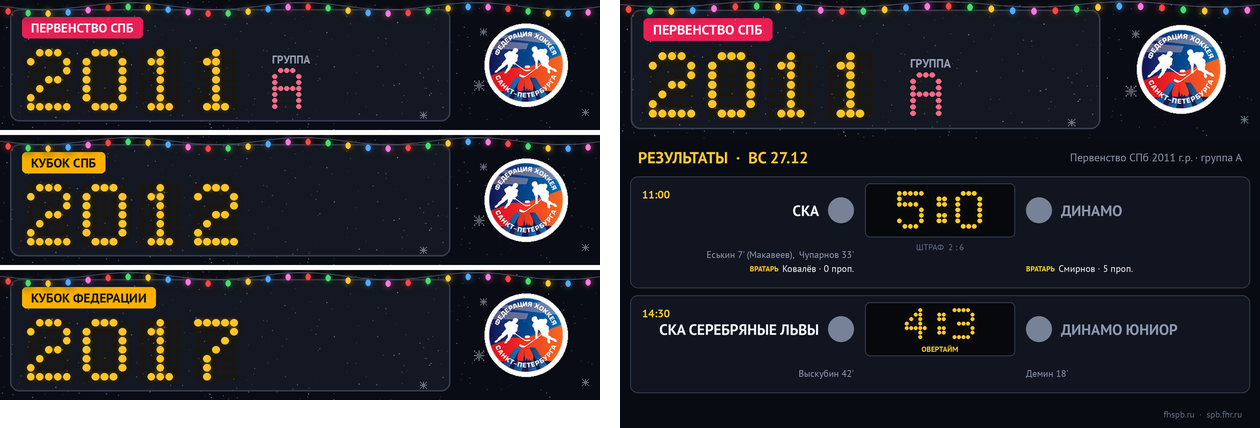 ПЕРВЕНСТВО СПБ
2011
ГРУППА
А
ФЕДЕРАЦИЯ ХОККЕЯ
САНКТ-ПЕТЕРБУРГА
КУБОК СПБ
2012
ФЕДЕРАЦИЯ ХОККЕЯ
САНКТ-ПЕТЕРБУРГА
КУБОК ФЕДЕРАЦИИ
2017
ФЕДЕРАЦИЯ ХОККЕЯ
САНКТ-ПЕТЕРБУРГА
ПЕРВЕНСТВО СПБ
2011
ГРУППА
А
ФЕДЕРАЦИЯ ХОККЕЯ
САНКТ-ПЕТЕРБУРГА
РЕЗУЛЬТАТЫ · ВС 27.12
Первенство СПб 2011 г.р. · группа А
11:00
СКА 5:0 ДИНАМО
ШТРАФ 2 : 6
Еськин 7' (Макавеев), Чупарнов 33'
ВРАТАРЬ Ковалёв · 0 проп.
ВРАТАРЬ Смирнов · 5 проп.
14:30
СКА СЕРЕБРЯНЫЕ ЛЬВЫ 4:3 ДИНАМО ЮНИОР
ОВЕРТАЙМ
Выскубин 42'
Демин 18'
fhspb.ru · spb.fhr.ru